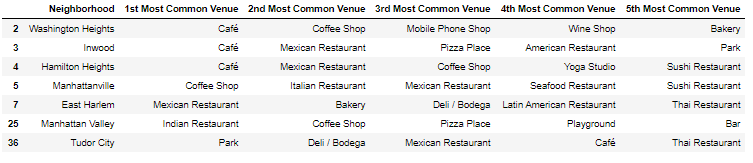 Neighborhood 1st Most Common Venue 2nd Most Common Venue 3rd Most Common Venue 4th Most Common Venue 5th Most Common Venue
2 Washington Heights Café Coffee Shop Mobile Phone Shop Wine Shop Bakery
3 Inwood Café Mexican Restaurant Pizza Place American Restaurant Park
4 Hamilton Heights Café Mexican Restaurant Coffee Shop Yoga Studio Sushi Restaurant
5 Manhattanville Coffee Shop Italian Restaurant Mexican Restaurant Seafood Restaurant Sushi Restaurant
7 East Harlem Mexican Restaurant Bakery Deli / Bodega Latin American Restaurant Thai Restaurant
25 Manhattan Valley Indian Restaurant Coffee Shop Pizza Place Playground Bar
36 Tudor City Park Deli / Bodega Mexican Restaurant Café Thai Restaurant